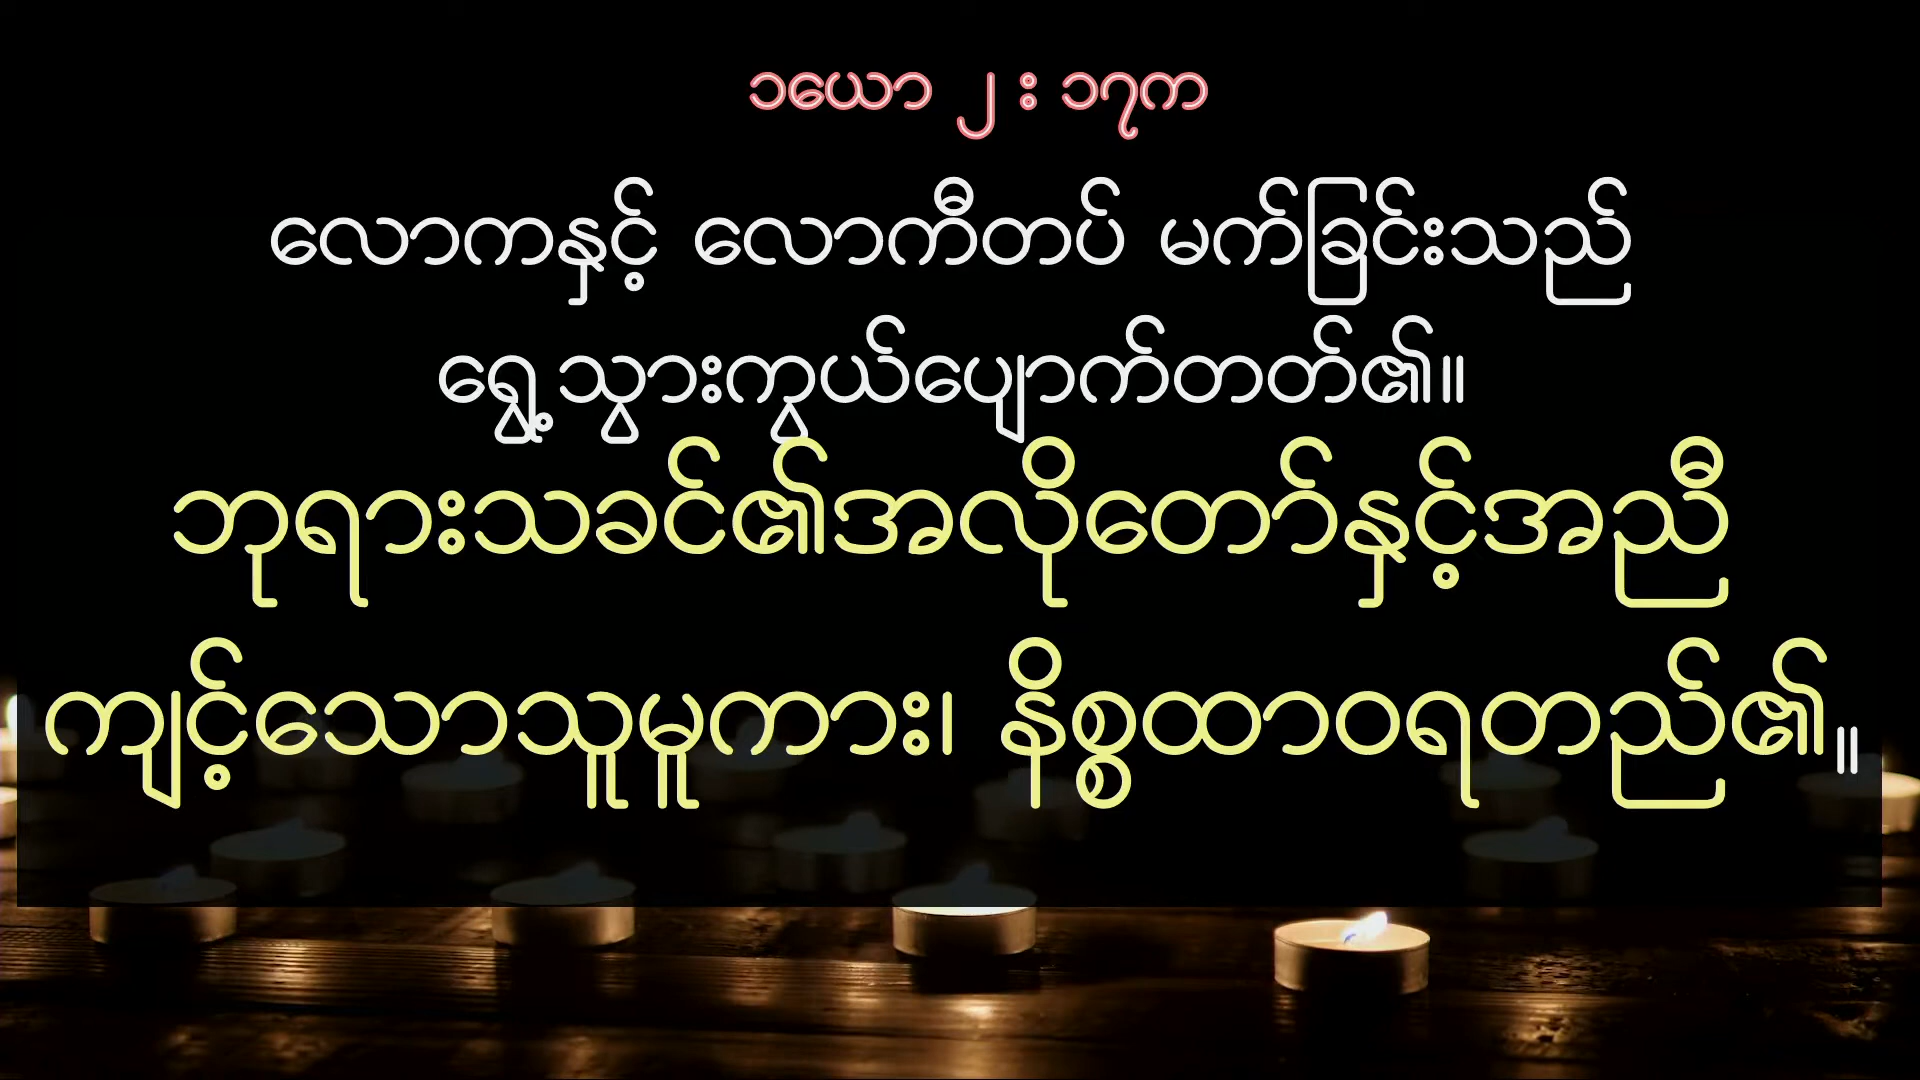 ၁ယော ၂ း ၁၇က
လောကနှင့် လောကီတပ် မက်ခြင်းသည်
ရွေ့သွားကွယ်ပျောက်တတ်၏။
ဘုရားသခင်၏အလိုတော်နှင့်အညီ
ကျင့်သောသူမူကား၊ နိစ္စထာဝရတည်၏။